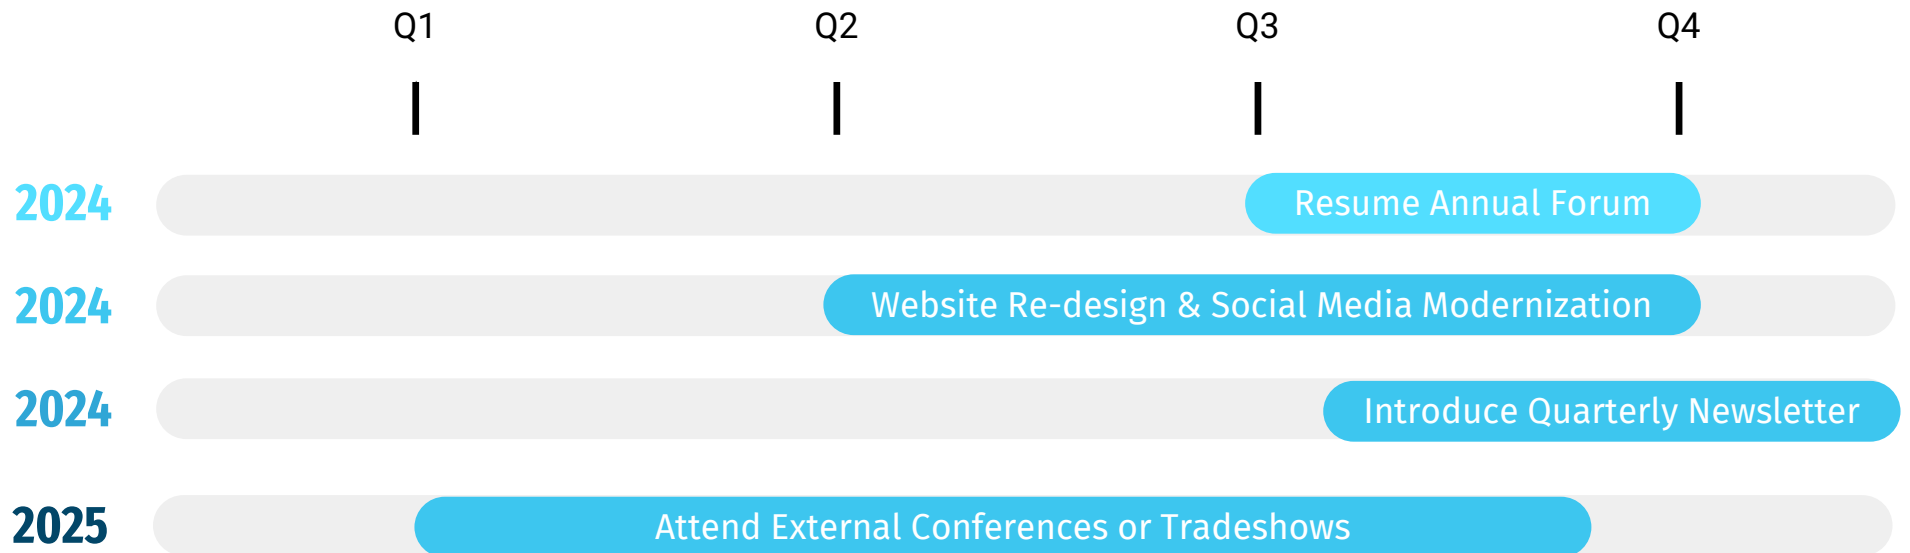 Q1 Q2 Q3 Q4
2024 Resume Annual Forum
2024 Website Re-design & Social Media Modernization
2024 Introduce Quarterly Newsletter
2025 Attend External Conferences or Tradeshows